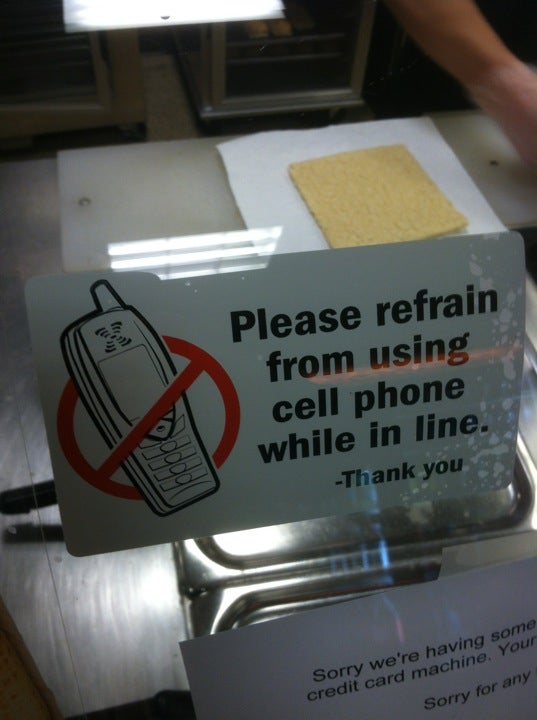 Please refrain
from using
cell phone
while in line.
-Thank you
Sorry we're having some
credit card machine. Your
Sorry for any